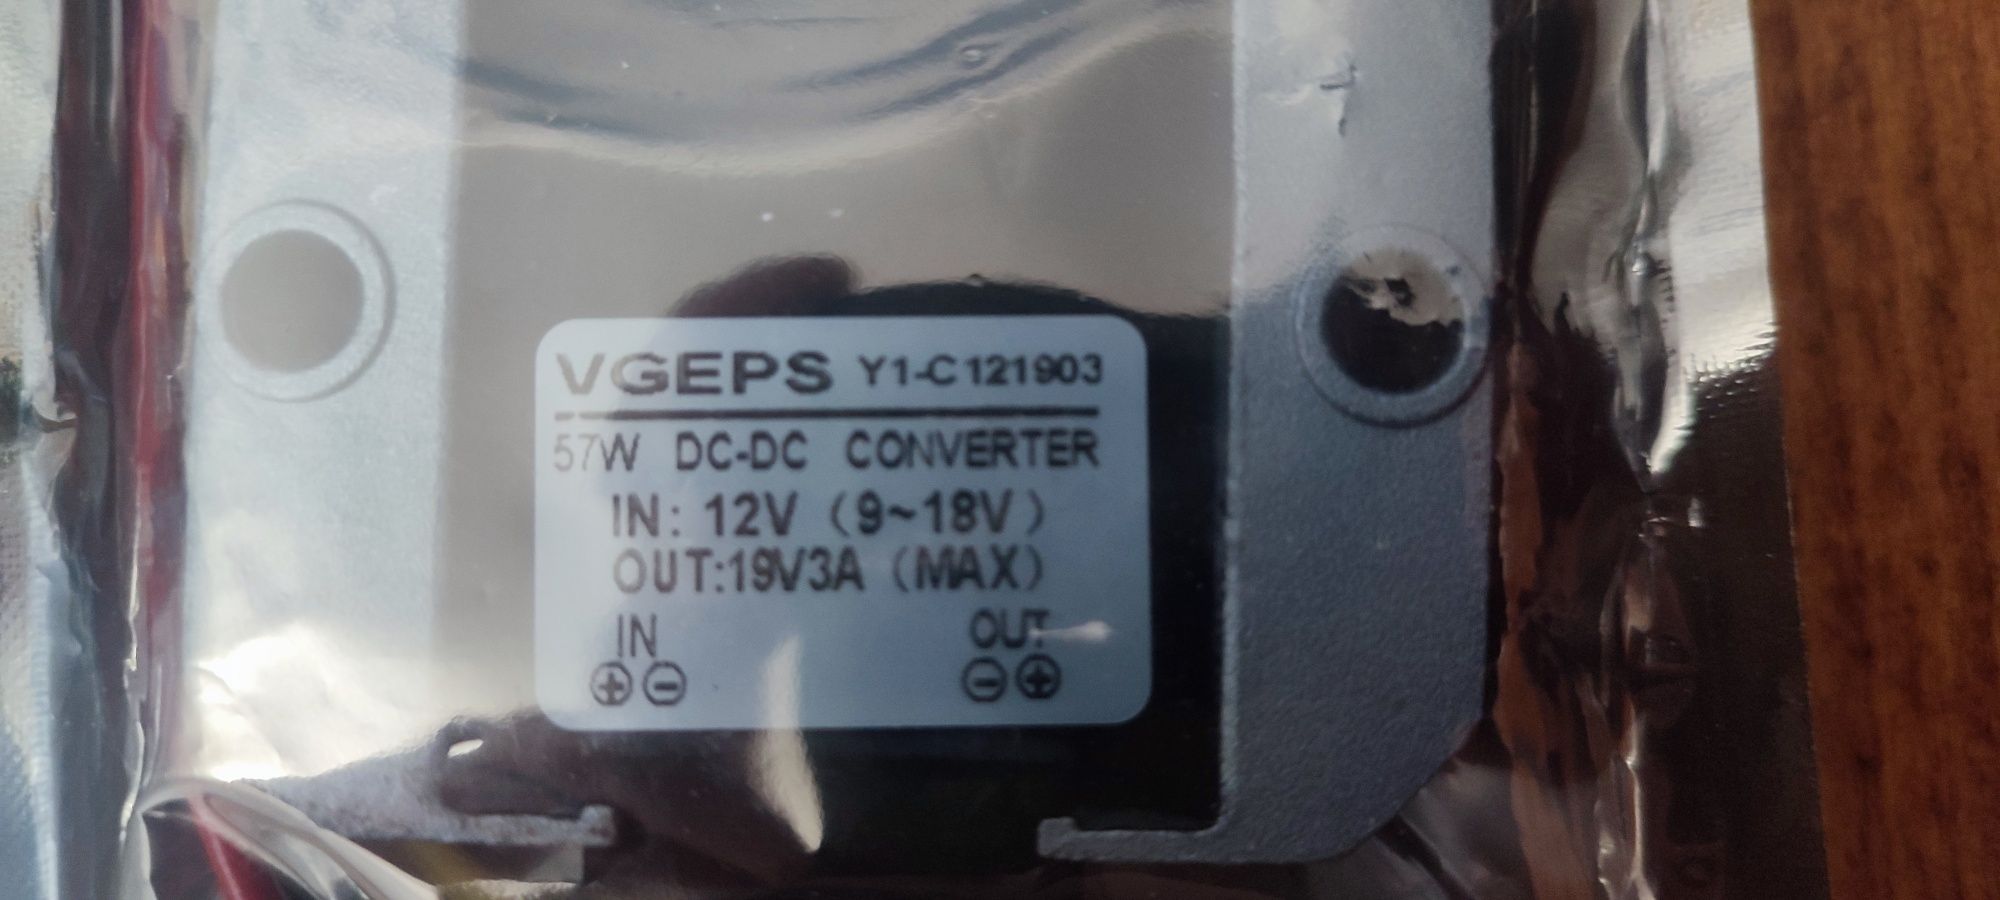 VGEPS Y1-C121903
57W DC-DC CONVERTER
IN: 12V (9~18V)
OUT:19V3A (MAX)
IN OUT
⊕⊖ ⊖⊕